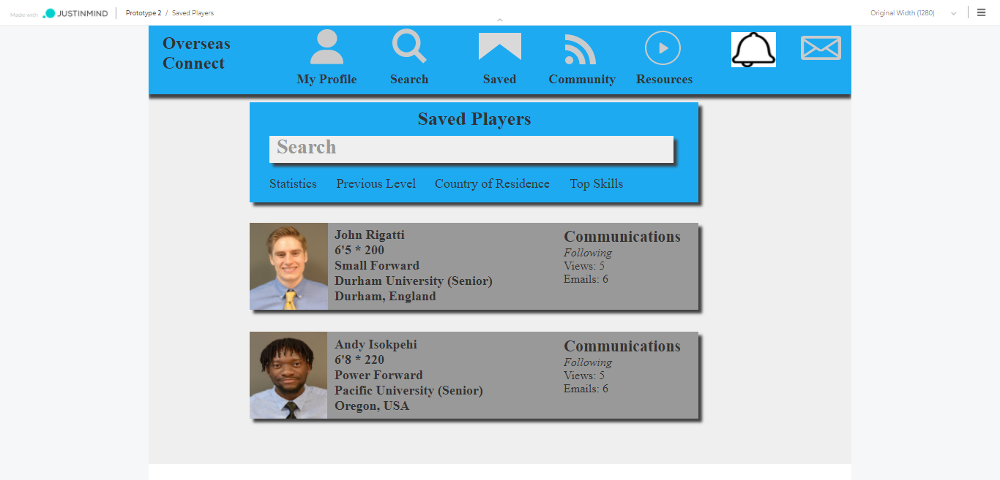 Made with JUSTINMIND Prototype 2 / Saved Players Original Width (1280)
Overseas
Connect
My Profile Search Saved Community Resources
Saved Players
Search
Statistics Previous Level Country of Residence Top Skills
John Rigatti
6'5 * 200
Small Forward
Durham University (Senior)
Durham, England
Communications
Following
Views: 5
Emails: 6
Andy Isokpehi
6'8 * 220
Power Forward
Pacific University (Senior)
Oregon, USA
Communications
Following
Views: 5
Emails: 6